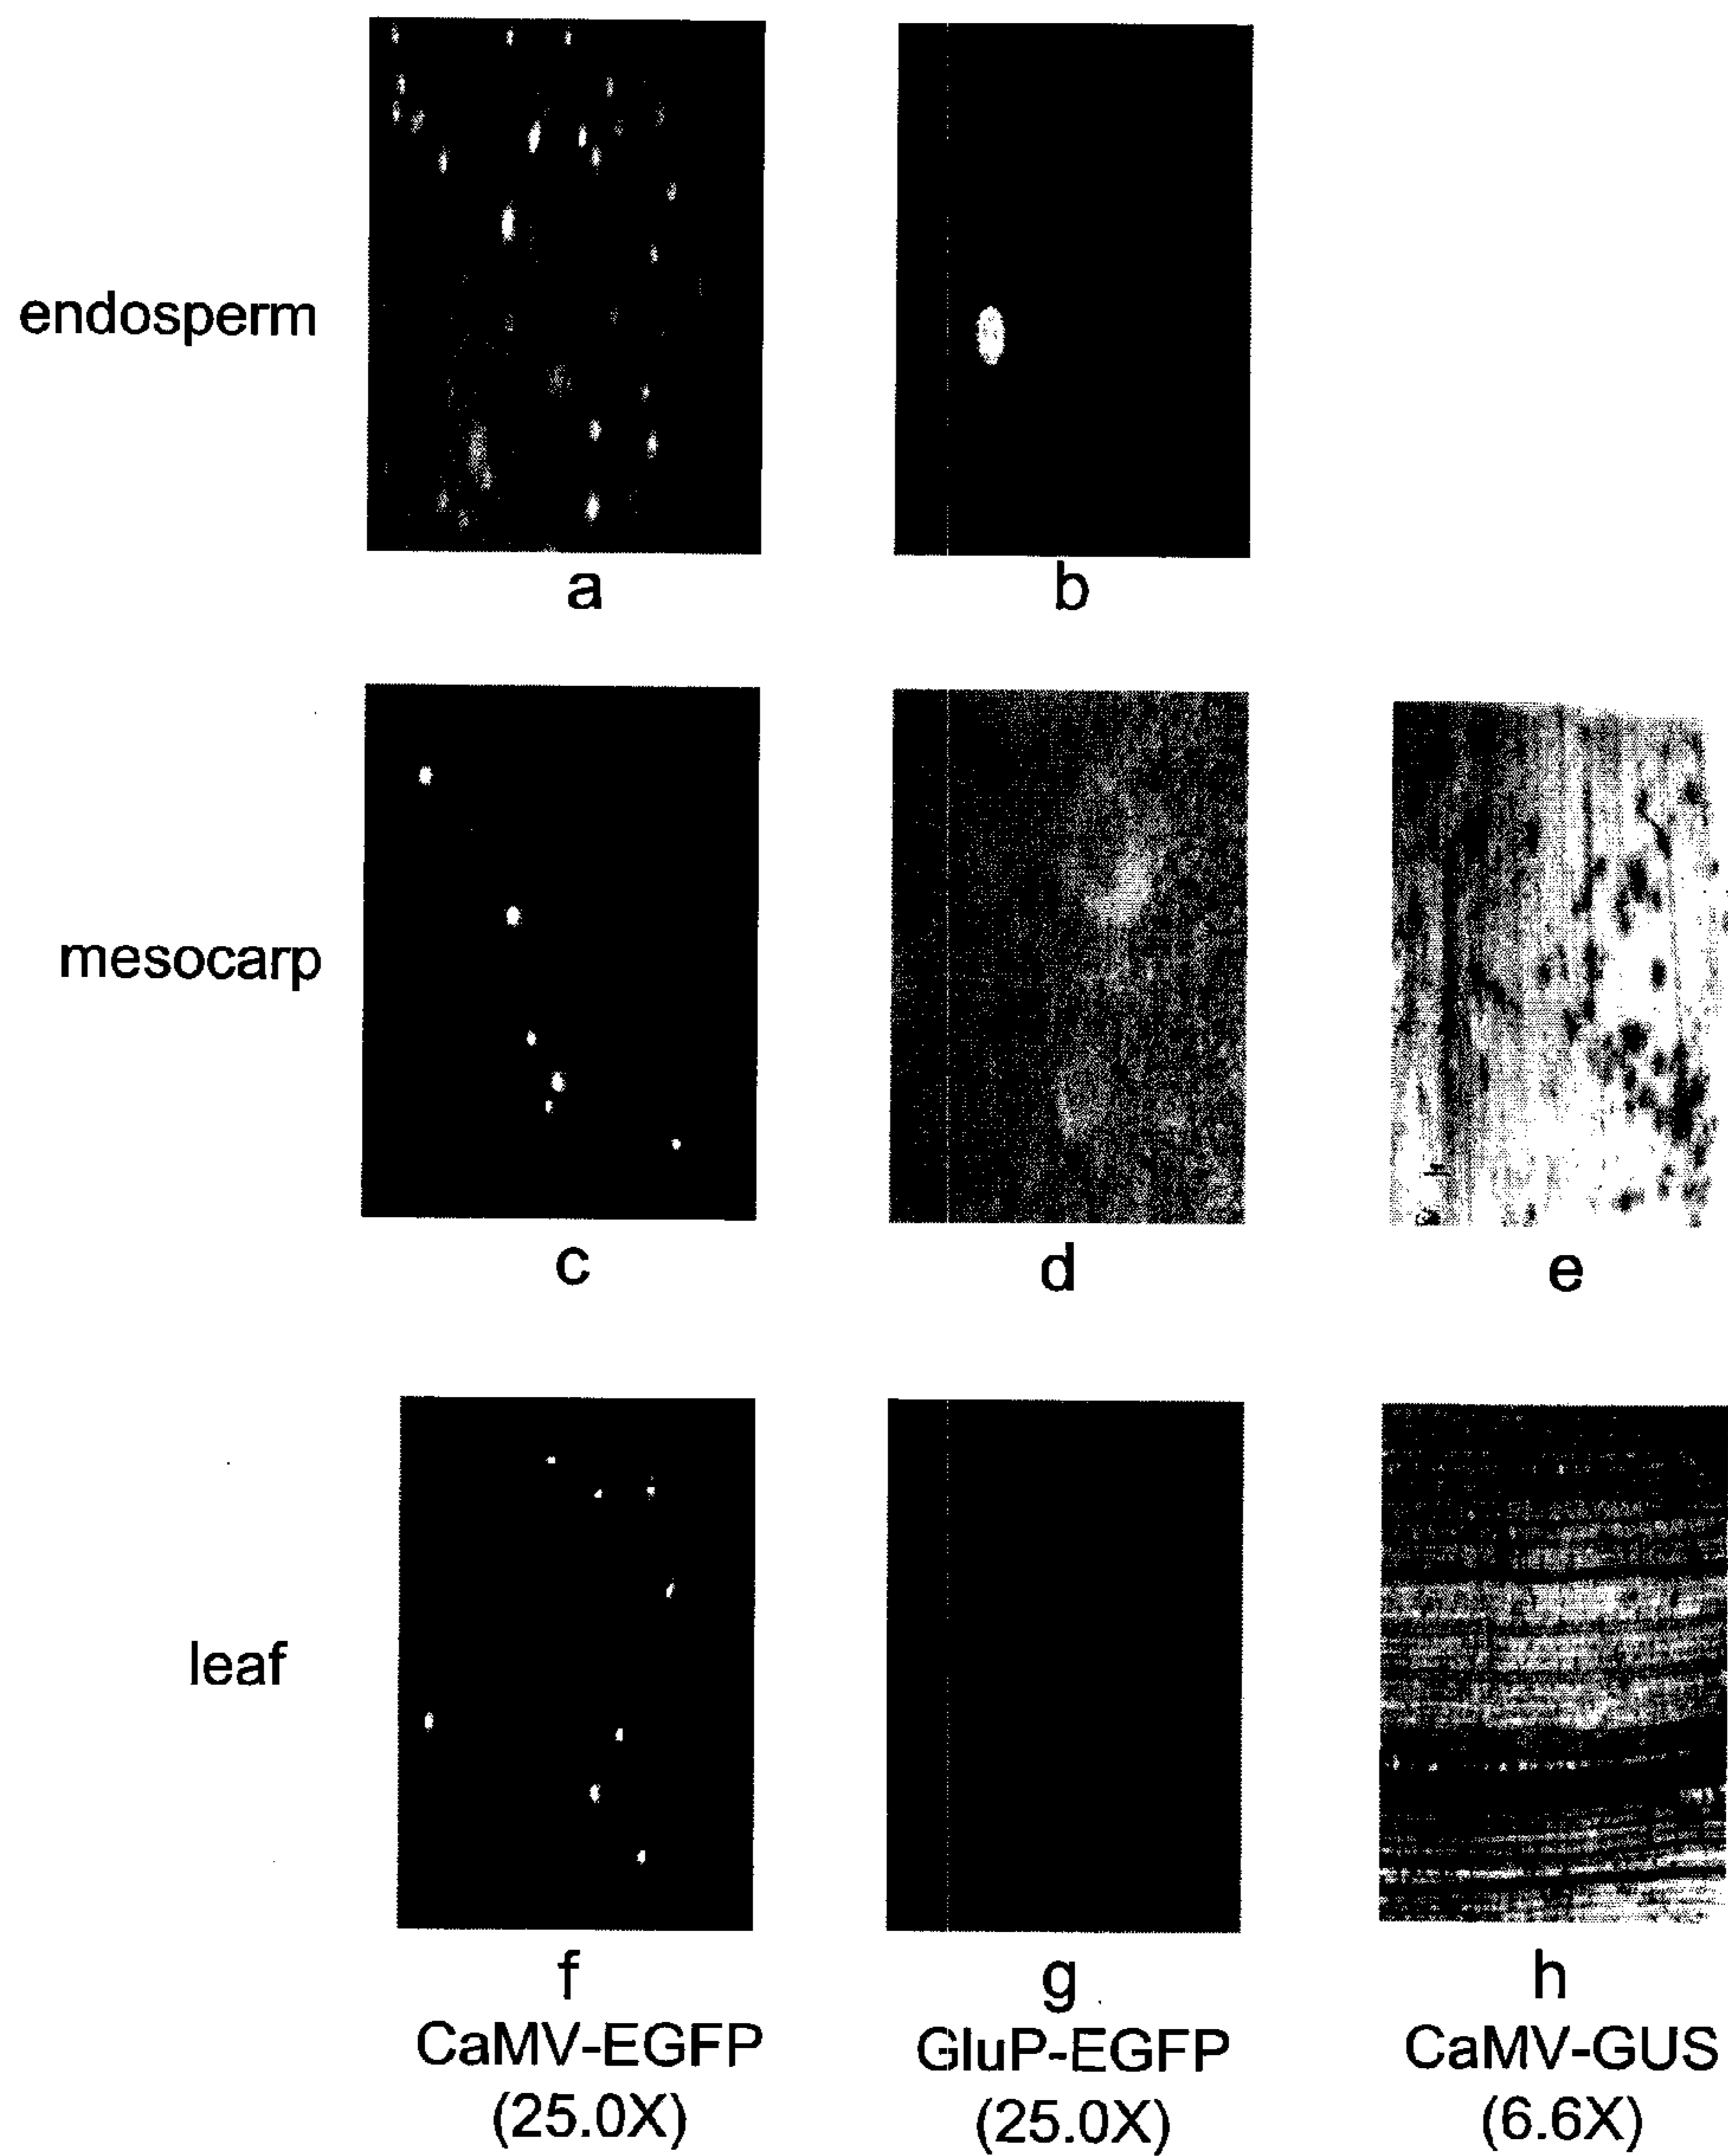 endosperm
a
b
mesocarp
c
d
e
leaf
f
g
h
CaMV-EGFP
(25.0X)
GluP-EGFP
(25.0X)
CaMV-GUS
(6.6X)